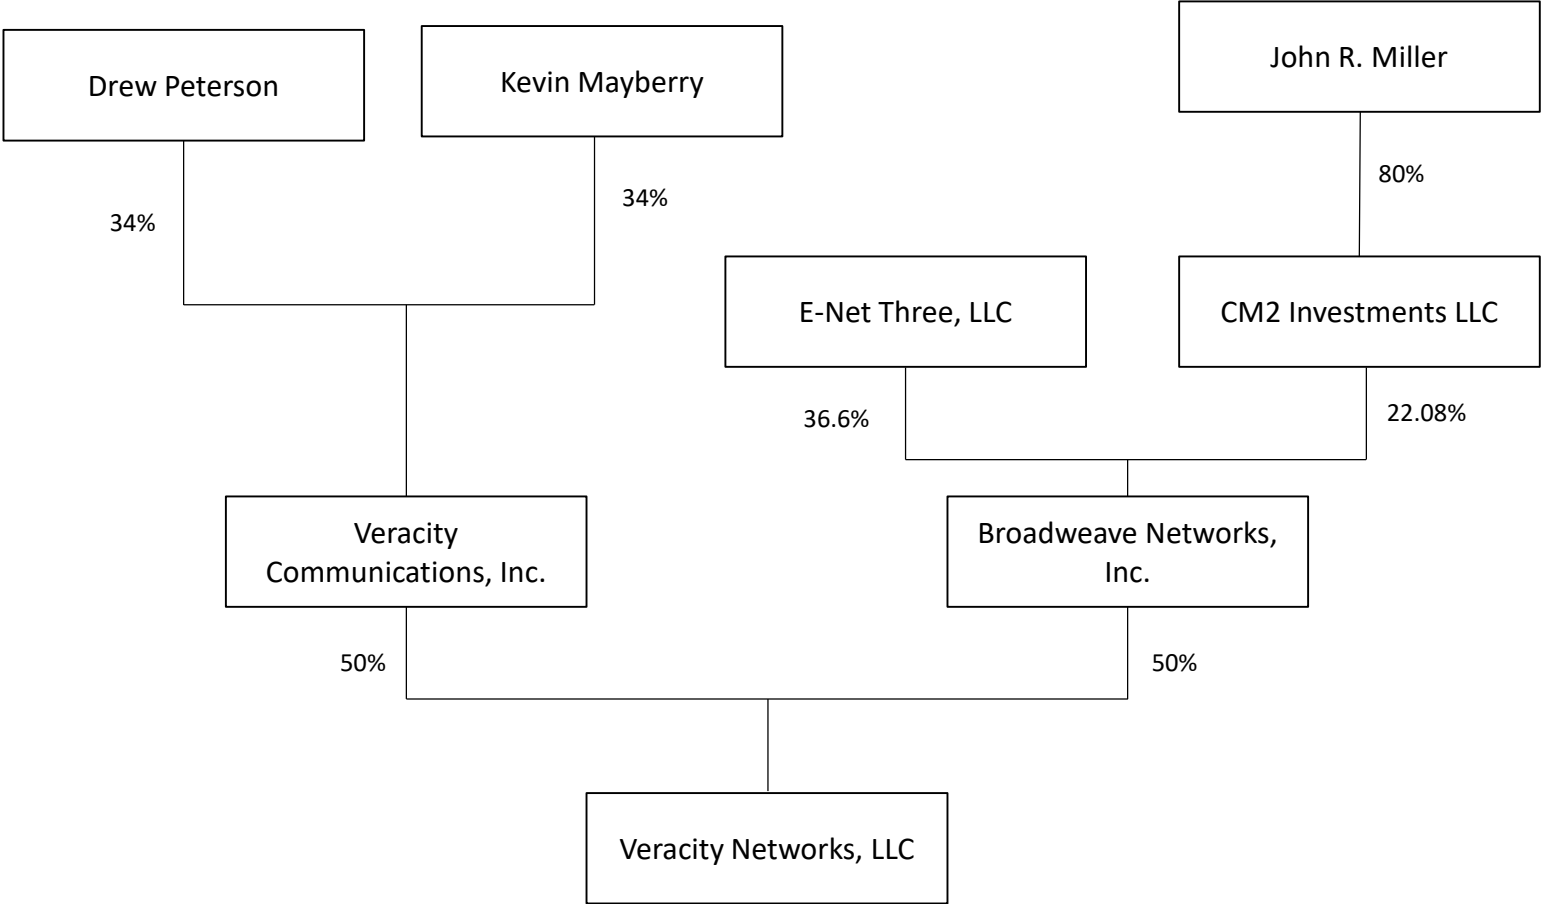 Drew Peterson
Kevin Mayberry
John R. Miller
34%
34%
80%
E-Net Three, LLC
CM2 Investments LLC
36.6%
22.08%
Veracity
Communications, Inc.
Broadweave Networks,
Inc.
50%
50%
Veracity Networks, LLC